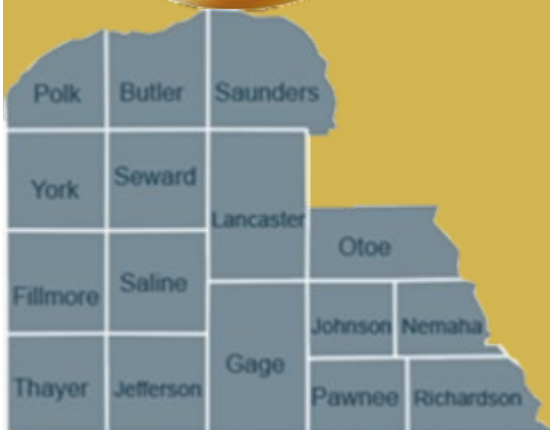 Polk
Butler
Saunders
York
Seward
Lancaster
Otoe
Fillmore
Saline
Johnson
Nemaha
Gage
Thayer
Jefferson
Pawnee
Richardson